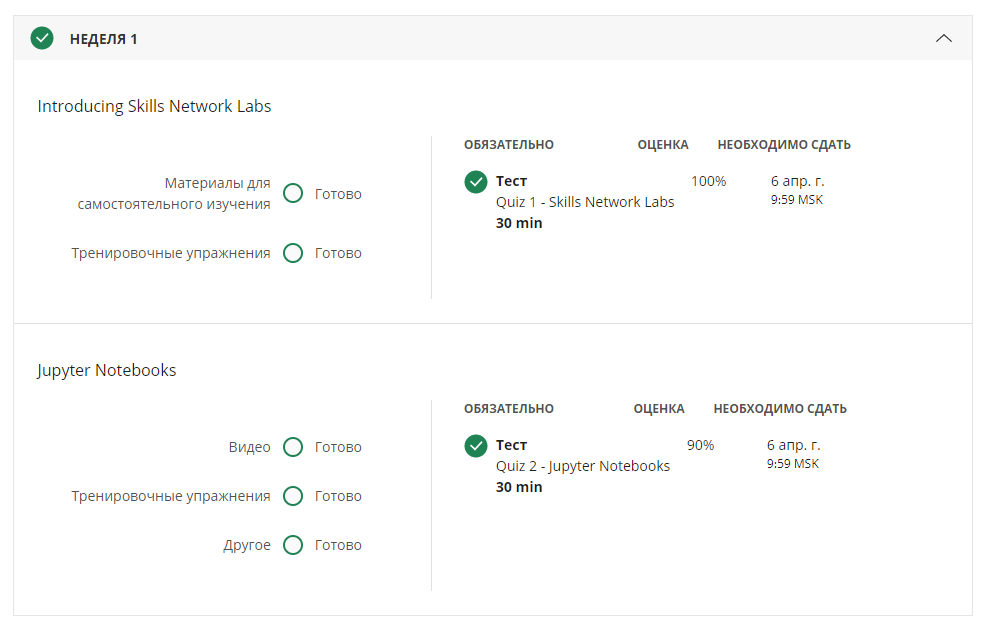 НЕДЕЛЯ 1
Introducing Skills Network Labs
Материалы для
самостоятельного изучения
Готово
Тренировочные упражнения
Готово
ОБЯЗАТЕЛЬНО ОЦЕНКА НЕОБХОДИМО СДАТЬ
Тест 100% 6 апр. г.
Quiz 1 - Skills Network Labs 9:59 MSK
30 min
Jupyter Notebooks
Видео Готово
Тренировочные упражнения Готово
Другое Готово
ОБЯЗАТЕЛЬНО ОЦЕНКА НЕОБХОДИМО СДАТЬ
Тест 90% 6 апр. г.
Quiz 2 - Jupyter Notebooks 9:59 MSK
30 min